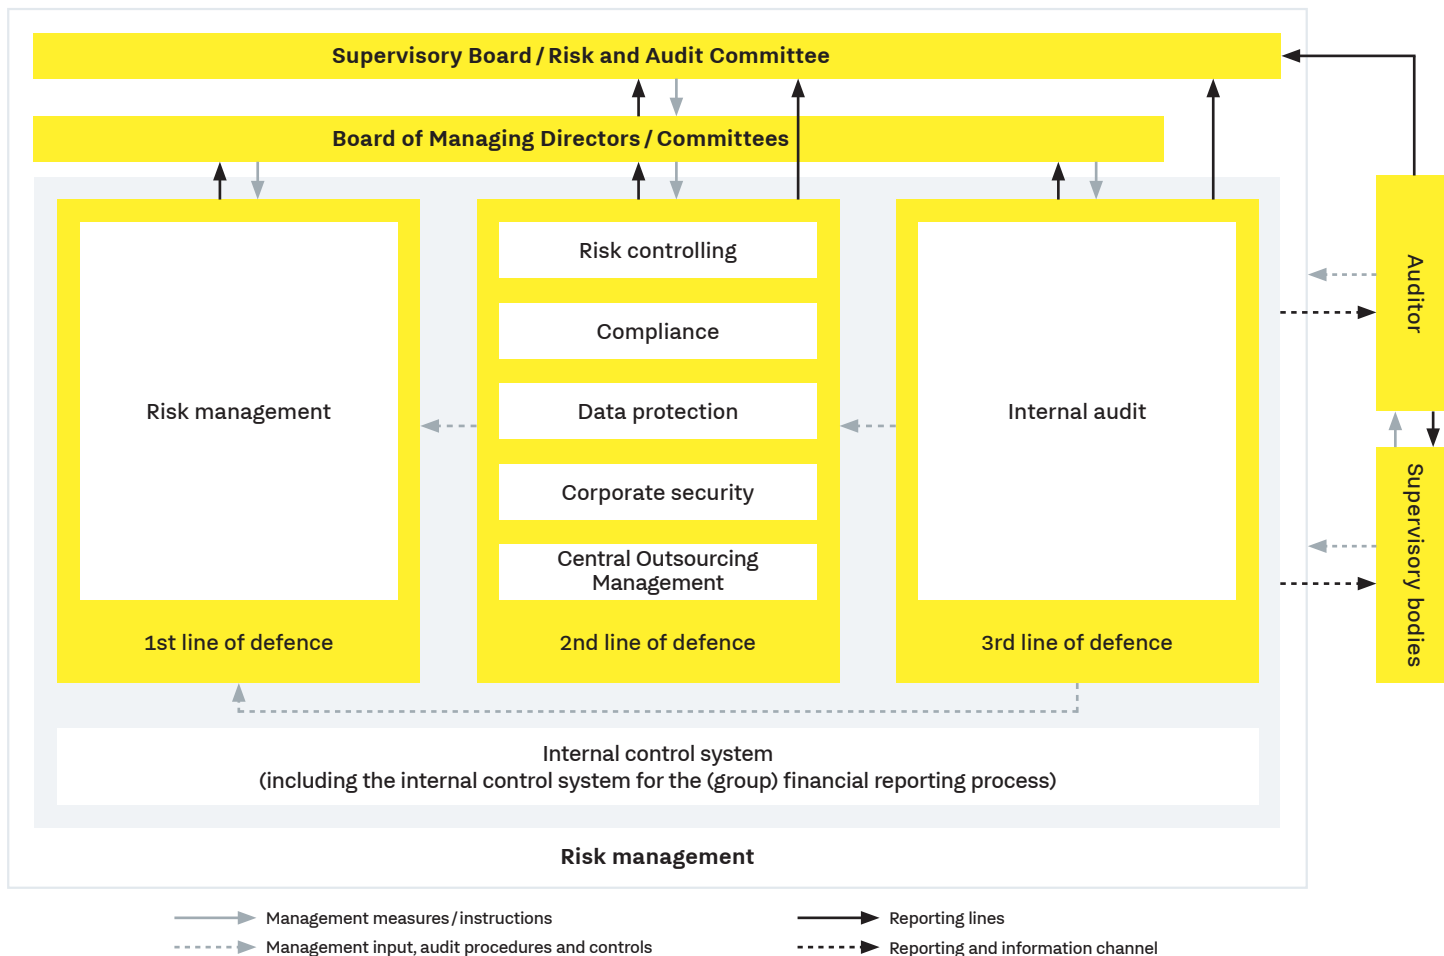 Supervisory Board / Risk and Audit Committee
Board of Managing Directors / Committees
Risk management
1st line of defence
Risk controlling
Compliance
Data protection
Corporate security
Central Outsourcing
Management
2nd line of defence
Internal audit
3rd line of defence
Auditor
Supervisory bodies
Internal control system
(including the internal control system for the (group) financial reporting process)
Risk management
Management measures / instructions
Management input, audit procedures and controls
Reporting lines
Reporting and information channel